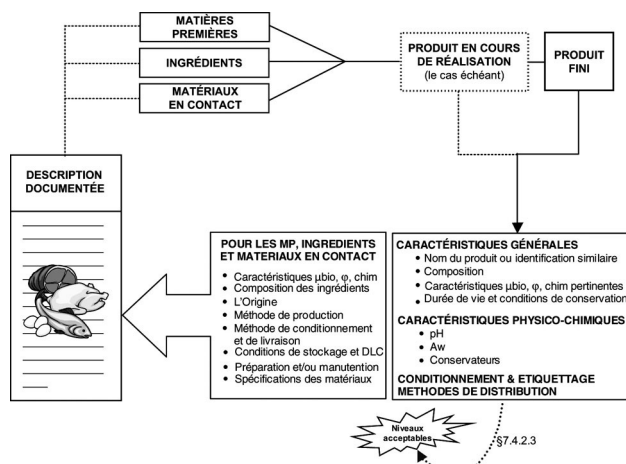 MATIÈRES
PREMIÈRES
INGRÉDIENTS
MATÉRIAUX
EN CONTACT
PRODUIT EN COURS
DE RÉALISATION
(le cas échéant)
PRODUIT
FINI
DESCRIPTION
DOCUMENTÉE
POUR LES MP, INGREDIENTS
ET MATERIAUX EN CONTACT
• Caractéristiques µbio, φ, chim
• Composition des ingrédients
• L'Origine
• Méthode de production
• Méthode de conditionnement
et de livraison
• Conditions de stockage et DLC
• Préparation et/ou manutention
• Spécifications des matériaux
CARACTÉRISTIQUES GÉNÉRALES
• Nom du produit ou identification similaire
• Composition
• Caractéristiques µbio, φ, chim pertinentes
• Durée de vie et conditions de conservation
CARACTÉRISTIQUES PHYSICO-CHIMIQUES
• pH
• Aw
• Conservateurs
CONDITIONNEMENT & ETIQUETTAGE
METHODES DE DISTRIBUTION
Niveaux
acceptables
§7.4.2.3